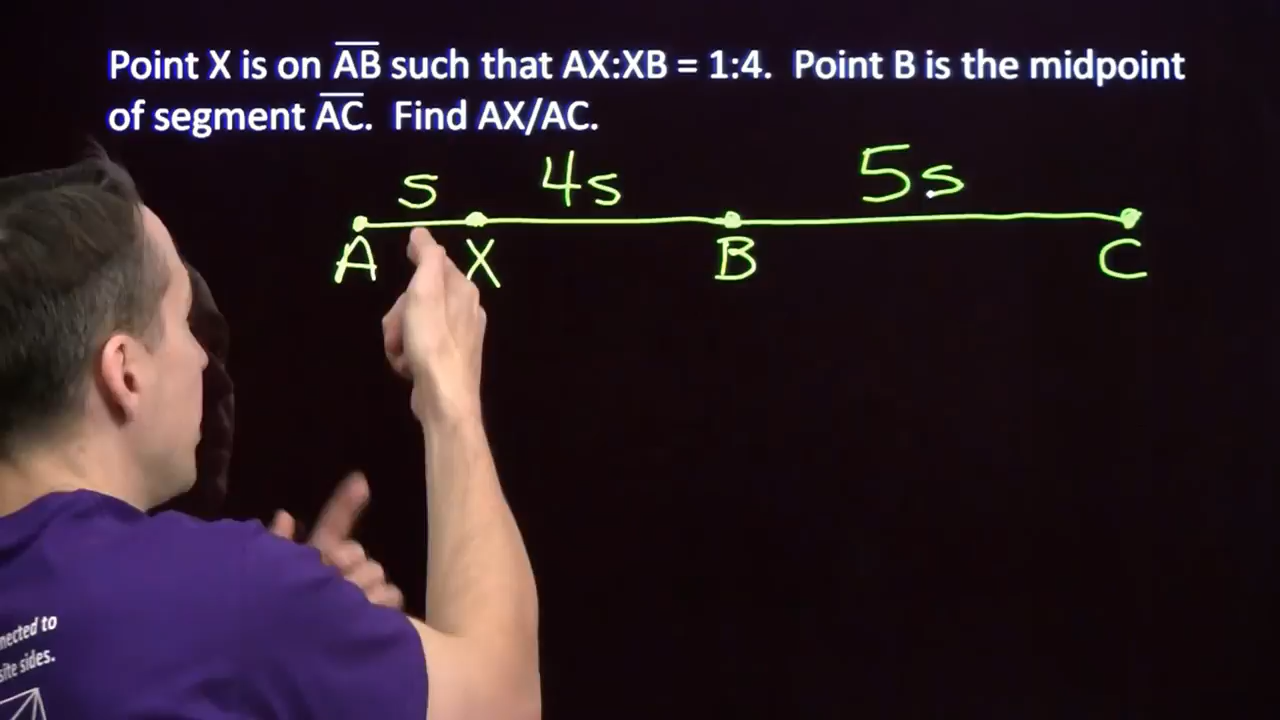 Point X is on AB such that AX:XB = 1:4. Point B is the midpoint
of segment AC. Find AX/AC.
s 4s 5s
A X B C
nected to
site sides.